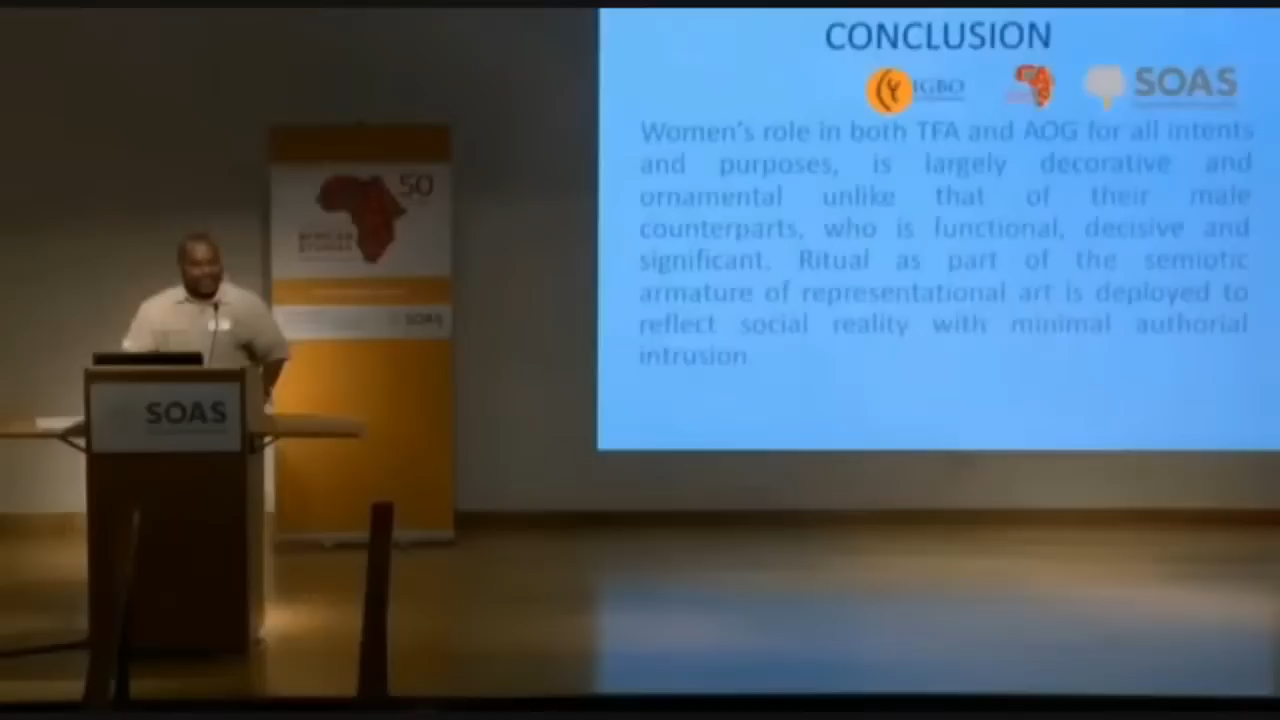 CONCLUSION
IGBO
SOAS
Women's role in both TFA and AOG for all intents
and purposes, is largely decorative and
ornamental unlike that of their male
counterparts, who is functional, decisive and
significant. Ritual as part of the semiotic
armature of representational art is deployed to
reflect social reality with minimal authorial
intrusion
50
AFRICAN
STUDIES
SOAS
SOAS